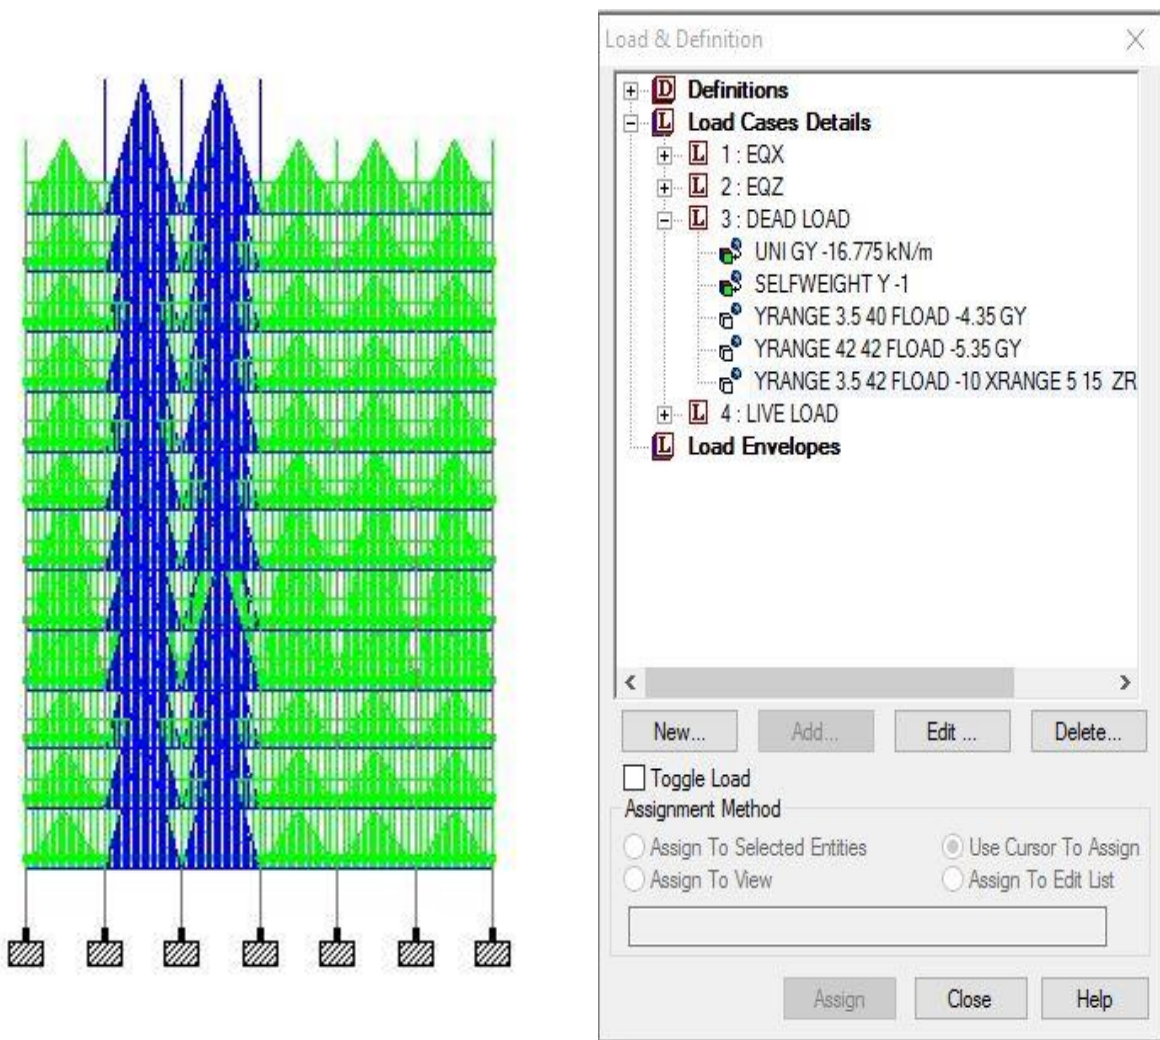 Load & Definition
Definitions
Load Cases Details
1 : EQX
2 : EQZ
3 : DEAD LOAD
UNI GY -16.775 kN/m
SELFWEIGHT Y -1
YRANGE 3.5 40 FLOAD -4.35 GY
YRANGE 42 42 FLOAD -5.35 GY
YRANGE 3.5 42 FLOAD -10 XRANGE 5 15 ZR
4 : LIVE LOAD
Load Envelopes
New... Add... Edit ... Delete...
Toggle Load
Assignment Method
Assign To Selected Entities Use Cursor To Assign
Assign To View Assign To Edit List
Assign Close Help